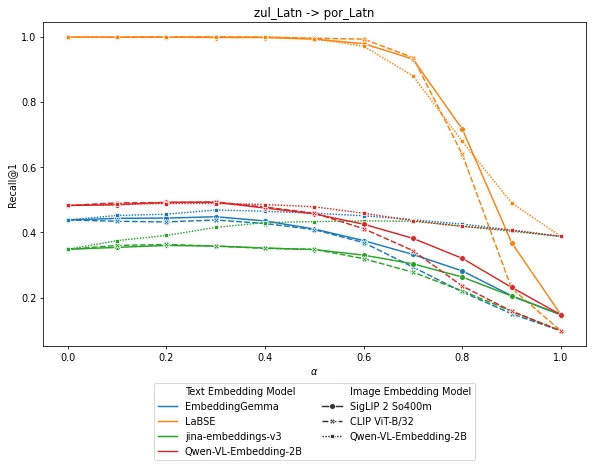 zul_Latn -> por_Latn
Recall@1
1.0
0.8
0.6
0.4
0.2
0.0 0.2 0.4 0.6 0.8 1.0
α
Text Embedding Model Image Embedding Model
EmbeddingGemma SigLIP 2 So400m
LaBSE CLIP ViT-B/32
jina-embeddings-v3 Qwen-VL-Embedding-2B
Qwen-VL-Embedding-2B